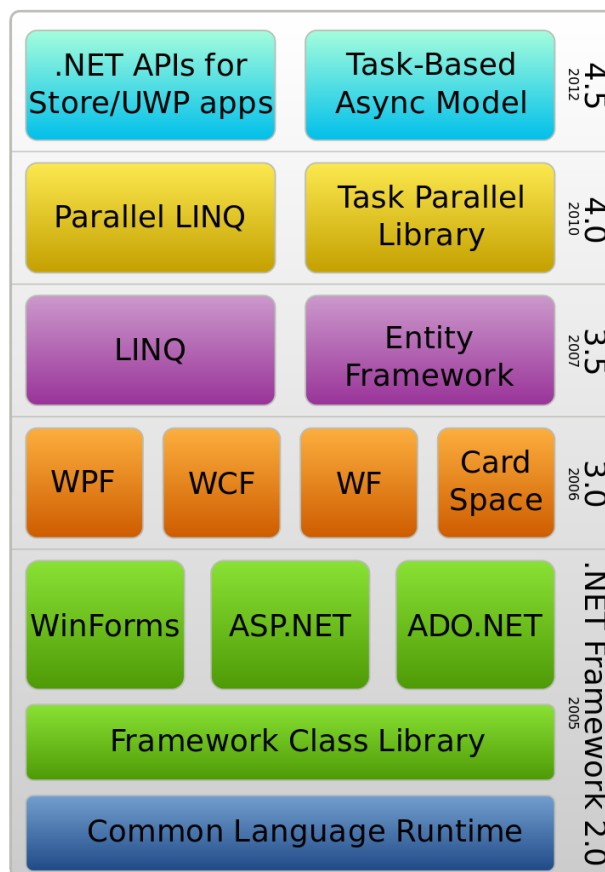 .NET APIs for
Store/UWP apps
Task-Based
Async Model
4.5
2012
Parallel LINQ
Task Parallel
Library
4.0
2010
LINQ
Entity
Framework
3.5
2007
WPF
WCF
WF
Card
Space
3.0
2006
WinForms
ASP.NET
ADO.NET
Framework Class Library
Common Language Runtime
.NET Framework 2.0
2005